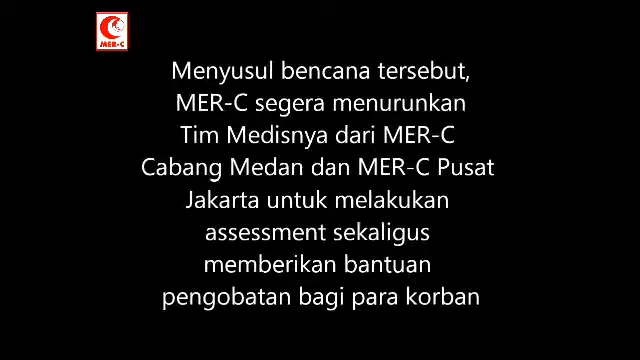 MER-C
Menyusul bencana tersebut,
MER-C segera menurunkan
Tim Medisnya dari MER-C
Cabang Medan dan MER-C Pusat
Jakarta untuk melakukan
assessment sekaligus
memberikan bantuan
pengobatan bagi para korban